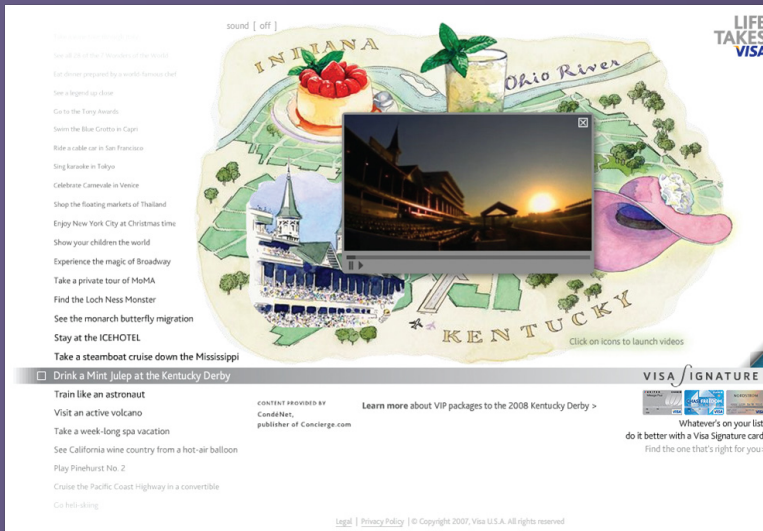 sound [ off ]
LIFE
TAKES
VISA
INDIANA
Ohio River
See all 28 of the 7 Wonders of the World
Eat dinner prepared by a world-famous chef
See a legend up close
Go to the Tony Awards
Swim the Blue Grotto in Capri
Ride a cable car in San Francisco
Sing karaoke in Tokyo
Celebrate Carnevale in Venice
Shop the floating markets of Thailand
Enjoy New York City at Christmas time
Show your children the world
Experience the magic of Broadway
Take a private tour of MoMA
Find the Loch Ness Monster
See the monarch butterfly migration
Stay at the ICEHOTEL
Take a steamboat cruise down the Mississippi
Drink a Mint Julep at the Kentucky Derby
Train like an astronaut
Visit an active volcano
Take a week-long spa vacation
See California wine country from a hot-air balloon
Play Pinehurst No. 2
Cruise the Pacific Coast Highway in a convertible
Go heli-skiing
KENTUCKY
Click on icons to launch videos
CONTENT PROVIDED BY
CondéNet,
publisher of Concierge.com
Learn more about VIP packages to the 2008 Kentucky Derby >
VISA SIGNATURE
Whatever's on your list
do it better with a Visa Signature card
Find the one that's right for you
Legal | Privacy Policy | © Copyright 2007, Visa U.S.A. All rights reserved